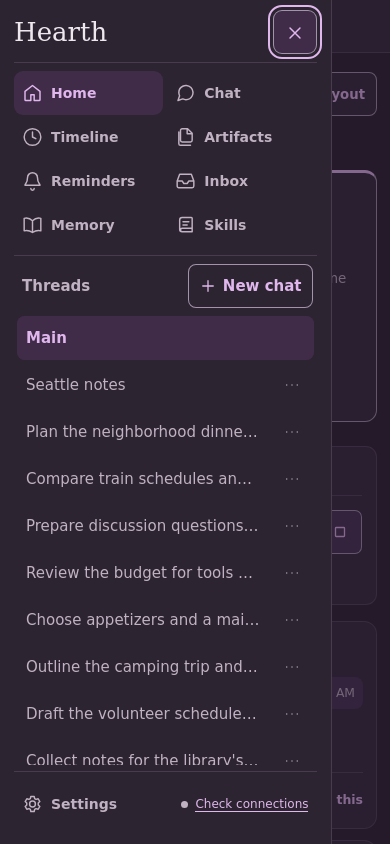 Hearth
Home
Chat
Timeline
Artifacts
Reminders
Inbox
Memory
Skills
Threads
New chat
Main
Seattle notes
Plan the neighborhood dinne...
Compare train schedules an...
Prepare discussion questions...
Review the budget for tools ...
Choose appetizers and a mai...
Outline the camping trip and...
Draft the volunteer schedule...
Collect notes for the library's...
Settings
Check connections
AM
this